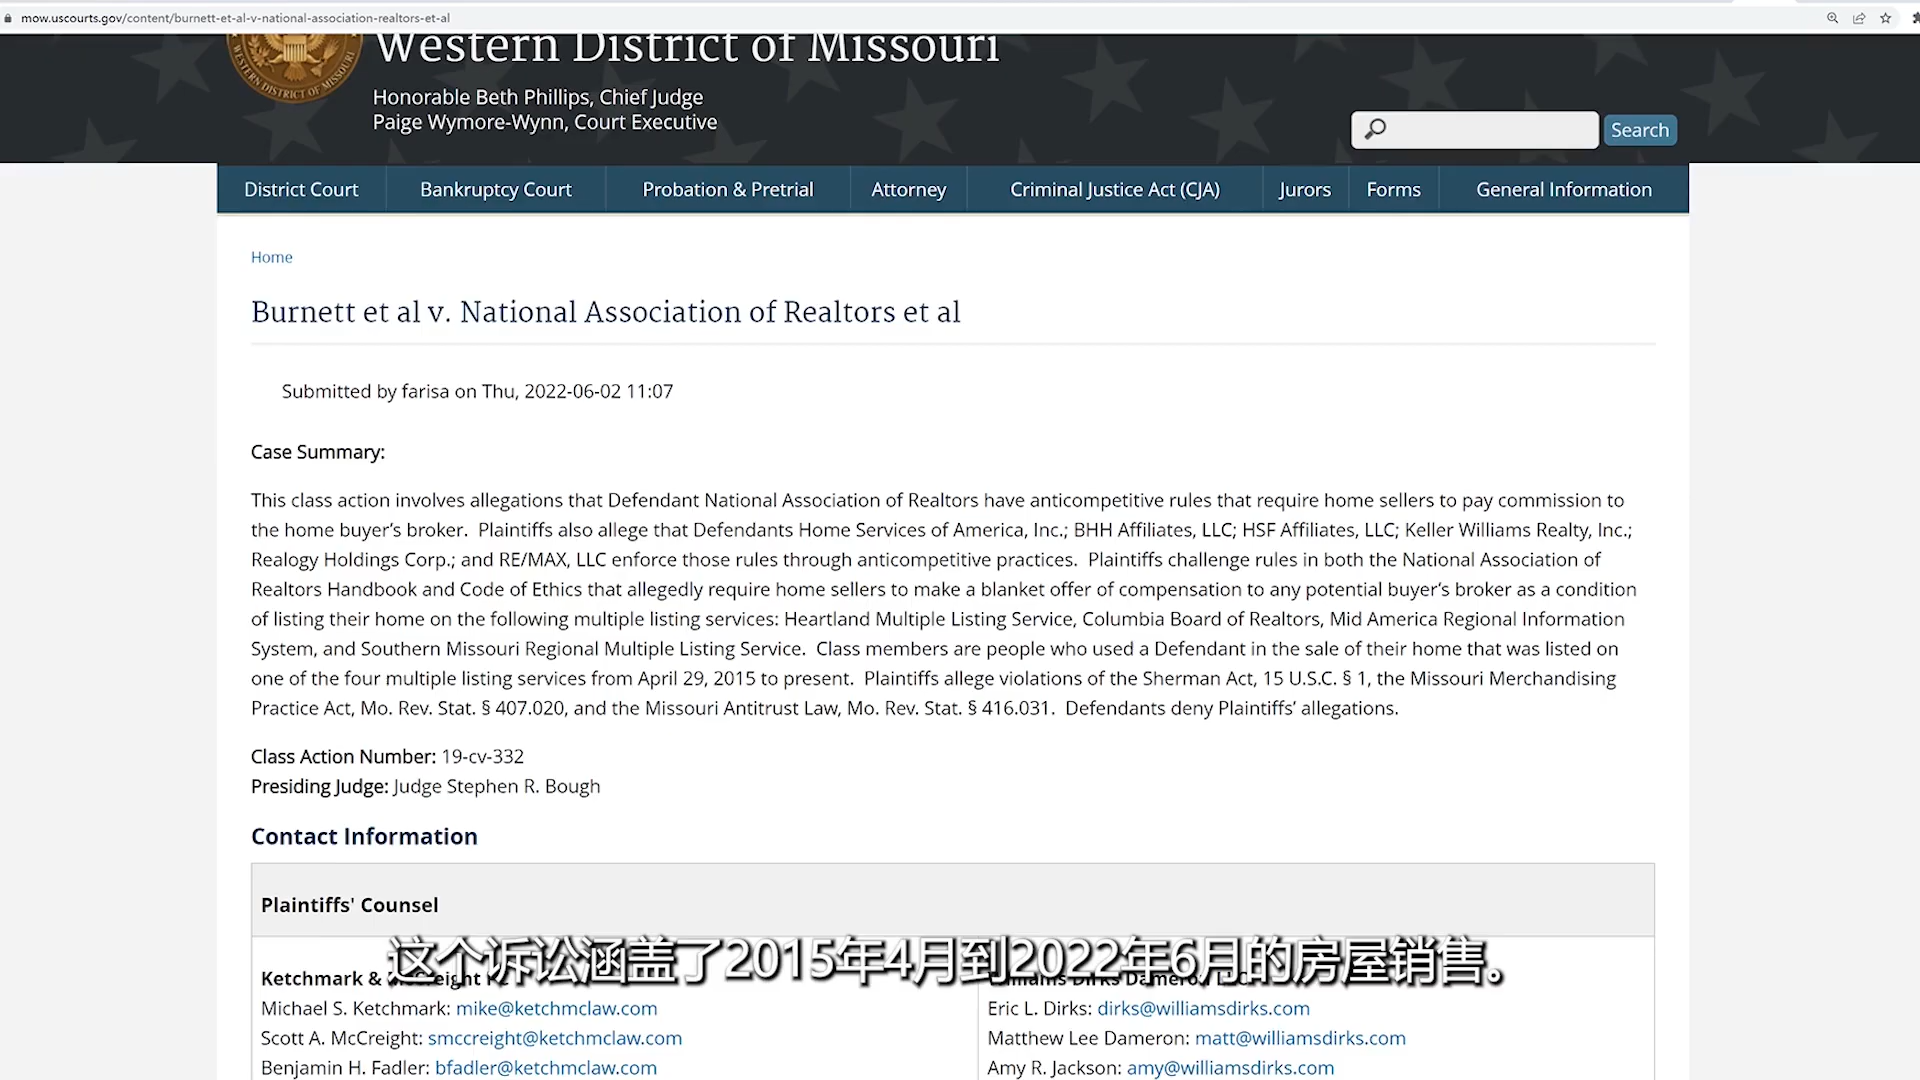 mow.uscourts.gov/content/burnett-et-al-v-national-association-realtors-et-al
Western District of Missouri
WESTERN DISTRICT OF MISSOURI
Honorable Beth Phillips, Chief Judge
Paige Wymore-Wynn, Court Executive
Search
District Court Bankruptcy Court Probation & Pretrial Attorney Criminal Justice Act (CJA) Jurors Forms General Information
Home
Burnett et al v. National Association of Realtors et al
Submitted by farisa on Thu, 2022-06-02 11:07
Case Summary:
This class action involves allegations that Defendant National Association of Realtors have anticompetitive rules that require home sellers to pay commission to
the home buyer's broker. Plaintiffs also allege that Defendants Home Services of America, Inc.; BHH Affiliates, LLC; HSF Affiliates, LLC; Keller Williams Realty, Inc.;
Realogy Holdings Corp.; and RE/MAX, LLC enforce those rules through anticompetitive practices. Plaintiffs challenge rules in both the National Association of
Realtors Handbook and Code of Ethics that allegedly require home sellers to make a blanket offer of compensation to any potential buyer's broker as a condition
of listing their home on the following multiple listing services: Heartland Multiple Listing Service, Columbia Board of Realtors, Mid America Regional Information
System, and Southern Missouri Regional Multiple Listing Service. Class members are people who used a Defendant in the sale of their home that was listed on
one of the four multiple listing services from April 29, 2015 to present. Plaintiffs allege violations of the Sherman Act, 15 U.S.C. § 1, the Missouri Merchandising
Practice Act, Mo. Rev. Stat. § 407.020, and the Missouri Antitrust Law, Mo. Rev. Stat. § 416.031. Defendants deny Plaintiffs' allegations.
Class Action Number: 19-cv-332
Presiding Judge: Judge Stephen R. Bough
Contact Information
Plaintiffs' Counsel
这个诉讼涵盖了2015年4月到2022年6月的房屋销售。
Ketchmark &
Dirks Dameron
Michael S. Ketchmark: mike@ketchmclaw.com
Eric L. Dirks: dirks@williamsdirks.com
Scott A. McCreight: smccreight@ketchmclaw.com
Matthew Lee Dameron: matt@williamsdirks.com
Benjamin H. Fadler: bfadler@ketchmclaw.com
Amy R. Jackson: amy@williamsdirks.com